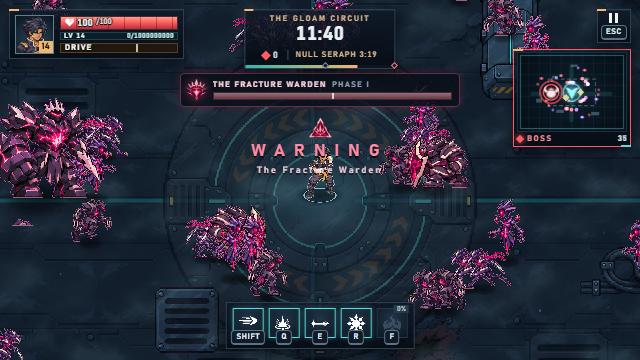 100/100
14
LV 14
0/1000000000
DRIVE
THE GLOAM CIRCUIT
11:40
0
NULL SERAPH 3:19
ESC
THE FRACTURE WARDEN PHASE I
BOSS 35
WARNING
The Fracture Warden
SHIFT
Q
E
R
0%
F